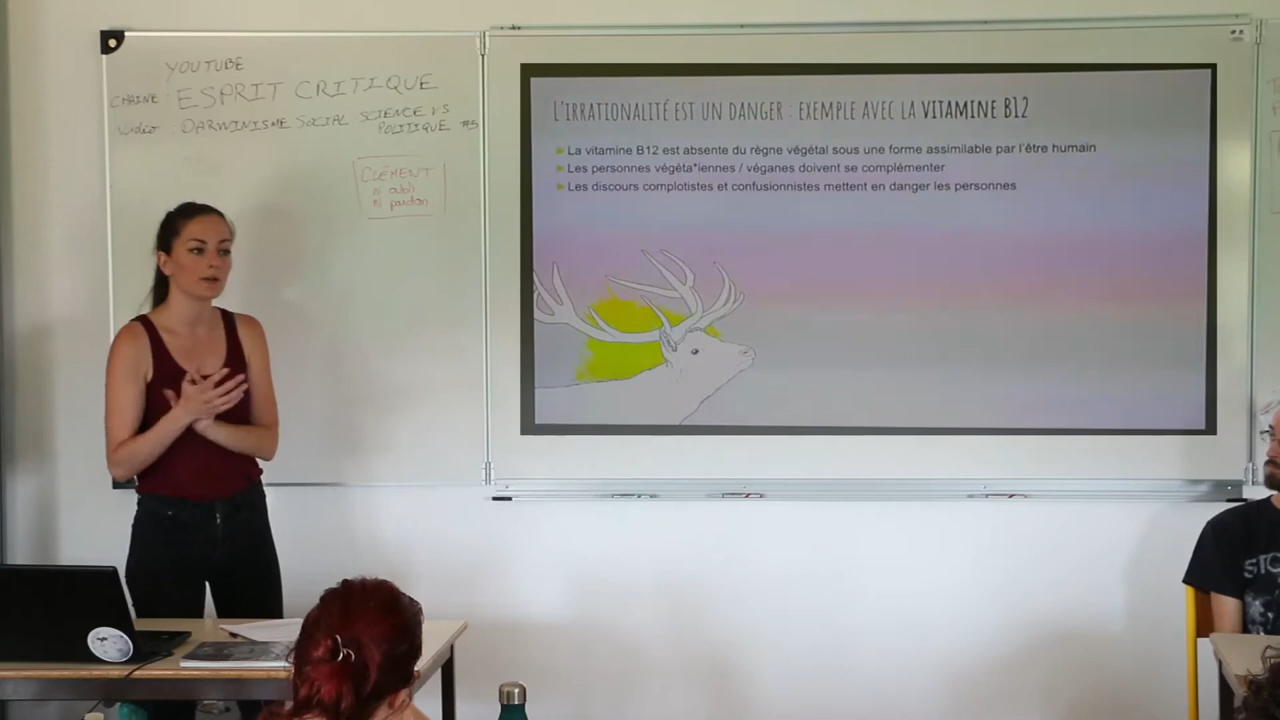 YOUTUBE
CHAINE : ESPRIT CRITIQUE
Vidéo : DARWINISME SOCIAL SCIENCE VS
POLITIQUE #5
CLÉMENT
Ni oubli
Ni pardon
L'IRRATIONALITÉ EST UN DANGER : EXEMPLE AVEC LA VITAMINE B12
La vitamine B12 est absente du règne végétal sous une forme assimilable par l'être humain
Les personnes végéta*iennes / véganes doivent se complémenter
Les discours complotistes et confusionnistes mettent en danger les personnes